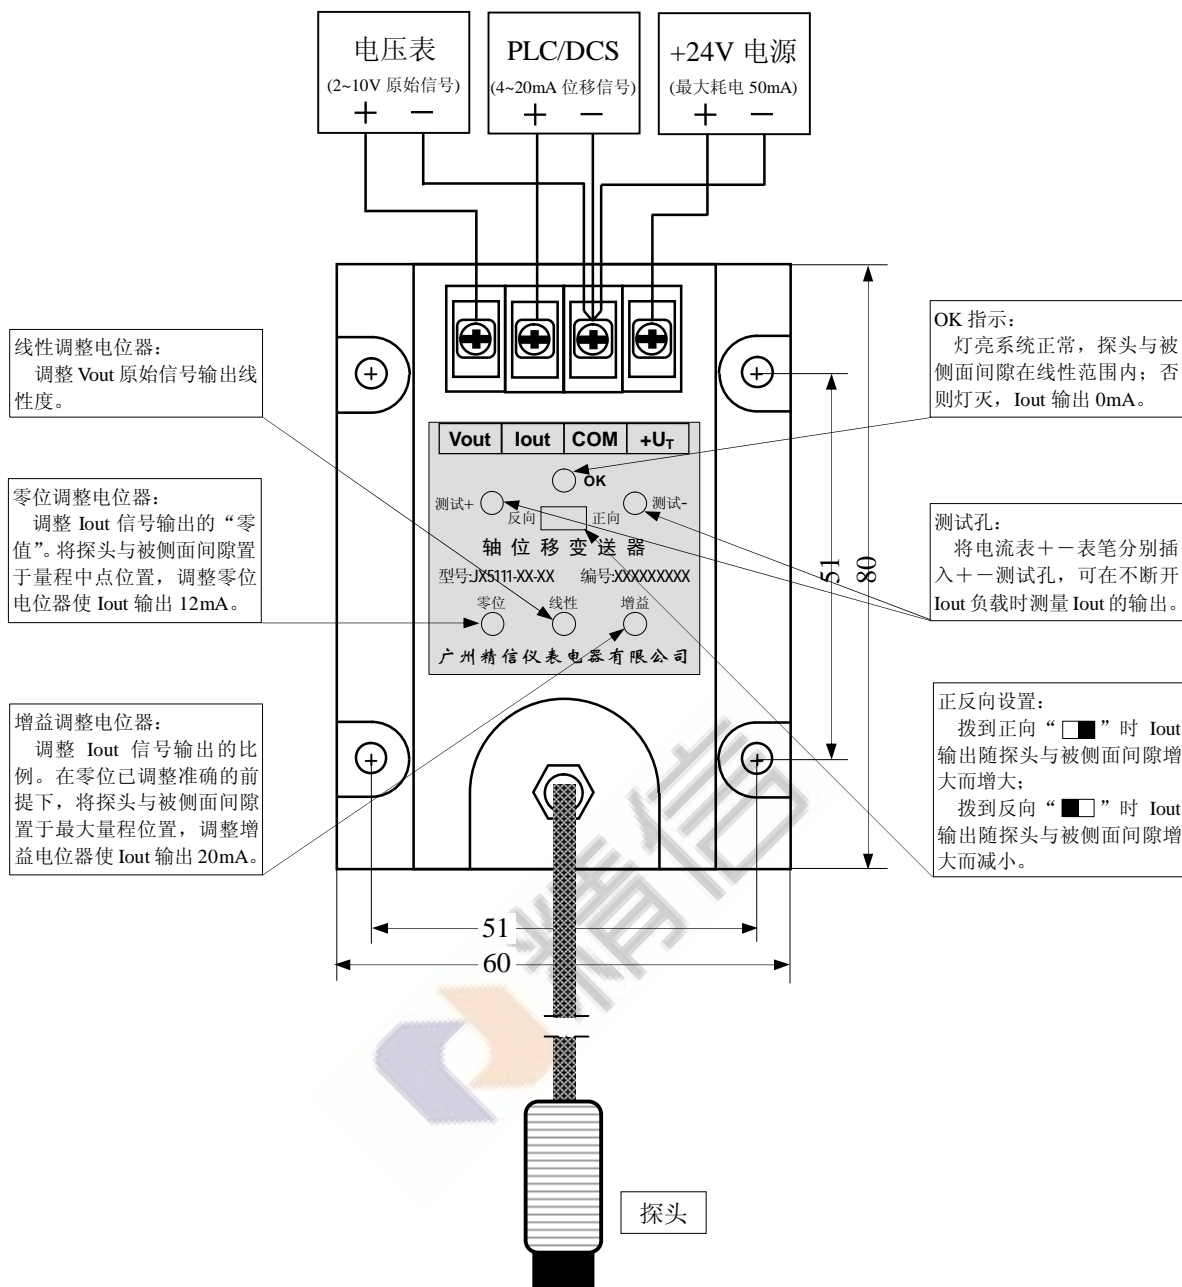 电压表
(2~10V 原始信号)
+ −
PLC/DCS
(4~20mA 位移信号)
+ −
+24V 电源
(最大耗电 50mA)
+ −
线性调整电位器：
调整 Vout 原始信号输出线
性度。
零位调整电位器：
调整 Iout 信号输出的“零
值”。将探头与被侧面间隙置
于量程中点位置，调整零位
电位器使 Iout 输出 12mA。
增益调整电位器：
调整 Iout 信号输出的比
例。在零位已调整准确的前
提下，将探头与被侧面间隙
置于最大量程位置，调整增
益电位器使 Iout 输出 20mA。
Vout Iout COM +UT
OK
测试+ 测试-
反向 正向
轴位移变送器
型号:JX5111-XX-XX 编号:XXXXXXXXX
零位 线性 增益
广州精信仪表电器有限公司
51
80
51
60
OK 指示：
灯亮系统正常，探头与被
侧面间隙在线性范围内；否
则灯灭，Iout 输出 0mA。
测试孔：
将电流表＋－表笔分别插
入＋－测试孔，可在不断开
Iout 负载时测量 Iout 的输出。
正反向设置：
拨到正向“ ”时 Iout
输出随探头与被侧面间隙增
大而增大；
拨到反向“ ”时 Iout
输出随探头与被侧面间隙增
大而减小。
精信
探头